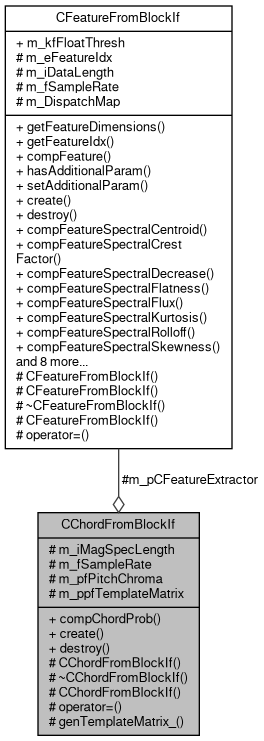 CFeatureFromBlockIf
+ m_kfFloatThresh
# m_eFeatureIdx
# m_iDataLength
# m_fSampleRate
# m_DispatchMap
+ getFeatureDimensions()
+ getFeatureIdx()
+ compFeature()
+ hasAdditionalParam()
+ setAdditionalParam()
+ create()
+ destroy()
+ compFeatureSpectralCentroid()
+ compFeatureSpectralCrest
Factor()
+ compFeatureSpectralDecrease()
+ compFeatureSpectralFlatness()
+ compFeatureSpectralFlux()
+ compFeatureSpectralKurtosis()
+ compFeatureSpectralRolloff()
+ compFeatureSpectralSkewness()
and 8 more...
# CFeatureFromBlockIf()
# CFeatureFromBlockIf()
# ~CFeatureFromBlockIf()
# CFeatureFromBlockIf()
# operator=()
#m_pCFeatureExtractor
CChordFromBlockIf
# m_iMagSpecLength
# m_fSampleRate
# m_pfPitchChroma
# m_ppfTemplateMatrix
+ compChordProb()
+ create()
+ destroy()
# CChordFromBlockIf()
# ~CChordFromBlockIf()
# CChordFromBlockIf()
# operator=()
# genTemplateMatrix_()